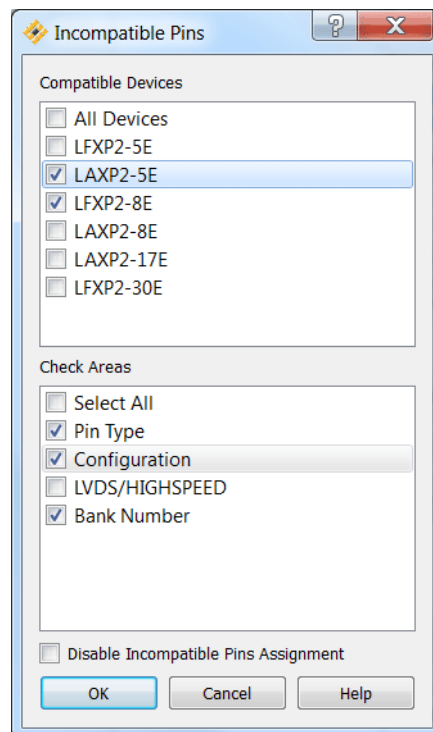 Incompatible Pins
Compatible Devices
All Devices
LFXP2-5E
LAXP2-5E
LFXP2-8E
LAXP2-8E
LAXP2-17E
LFXP2-30E
Check Areas
Select All
Pin Type
Configuration
LVDS/HIGHSPEED
Bank Number
Disable Incompatible Pins Assignment
OK Cancel Help